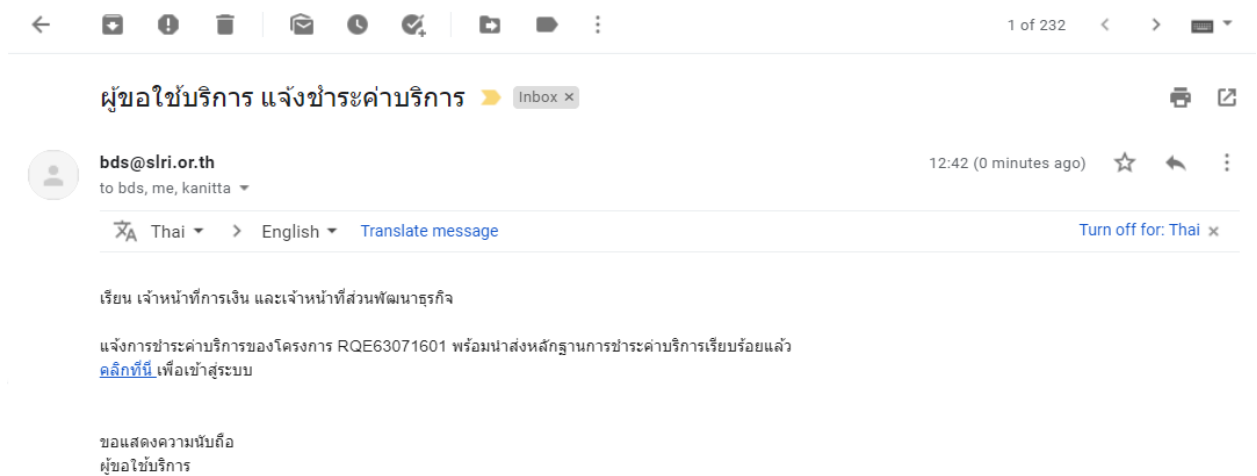 1 of 232
ผู้ขอใช้บริการ แจ้งชำระค่าบริการ Inbox ×
bds@slri.or.th 12:42 (0 minutes ago)
to bds, me, kanitta
Thai > English Translate message Turn off for: Thai ×
เรียน เจ้าหน้าที่การเงิน และเจ้าหน้าที่ส่วนพัฒนาธุรกิจ
แจ้งการชำระค่าบริการของโครงการ RQE63071601 พร้อมนำส่งหลักฐานการชำระค่าบริการเรียบร้อยแล้ว
คลิกที่นี่ เพื่อเข้าสู่ระบบ
ขอแสดงความนับถือ
ผู้ขอใช้บริการ